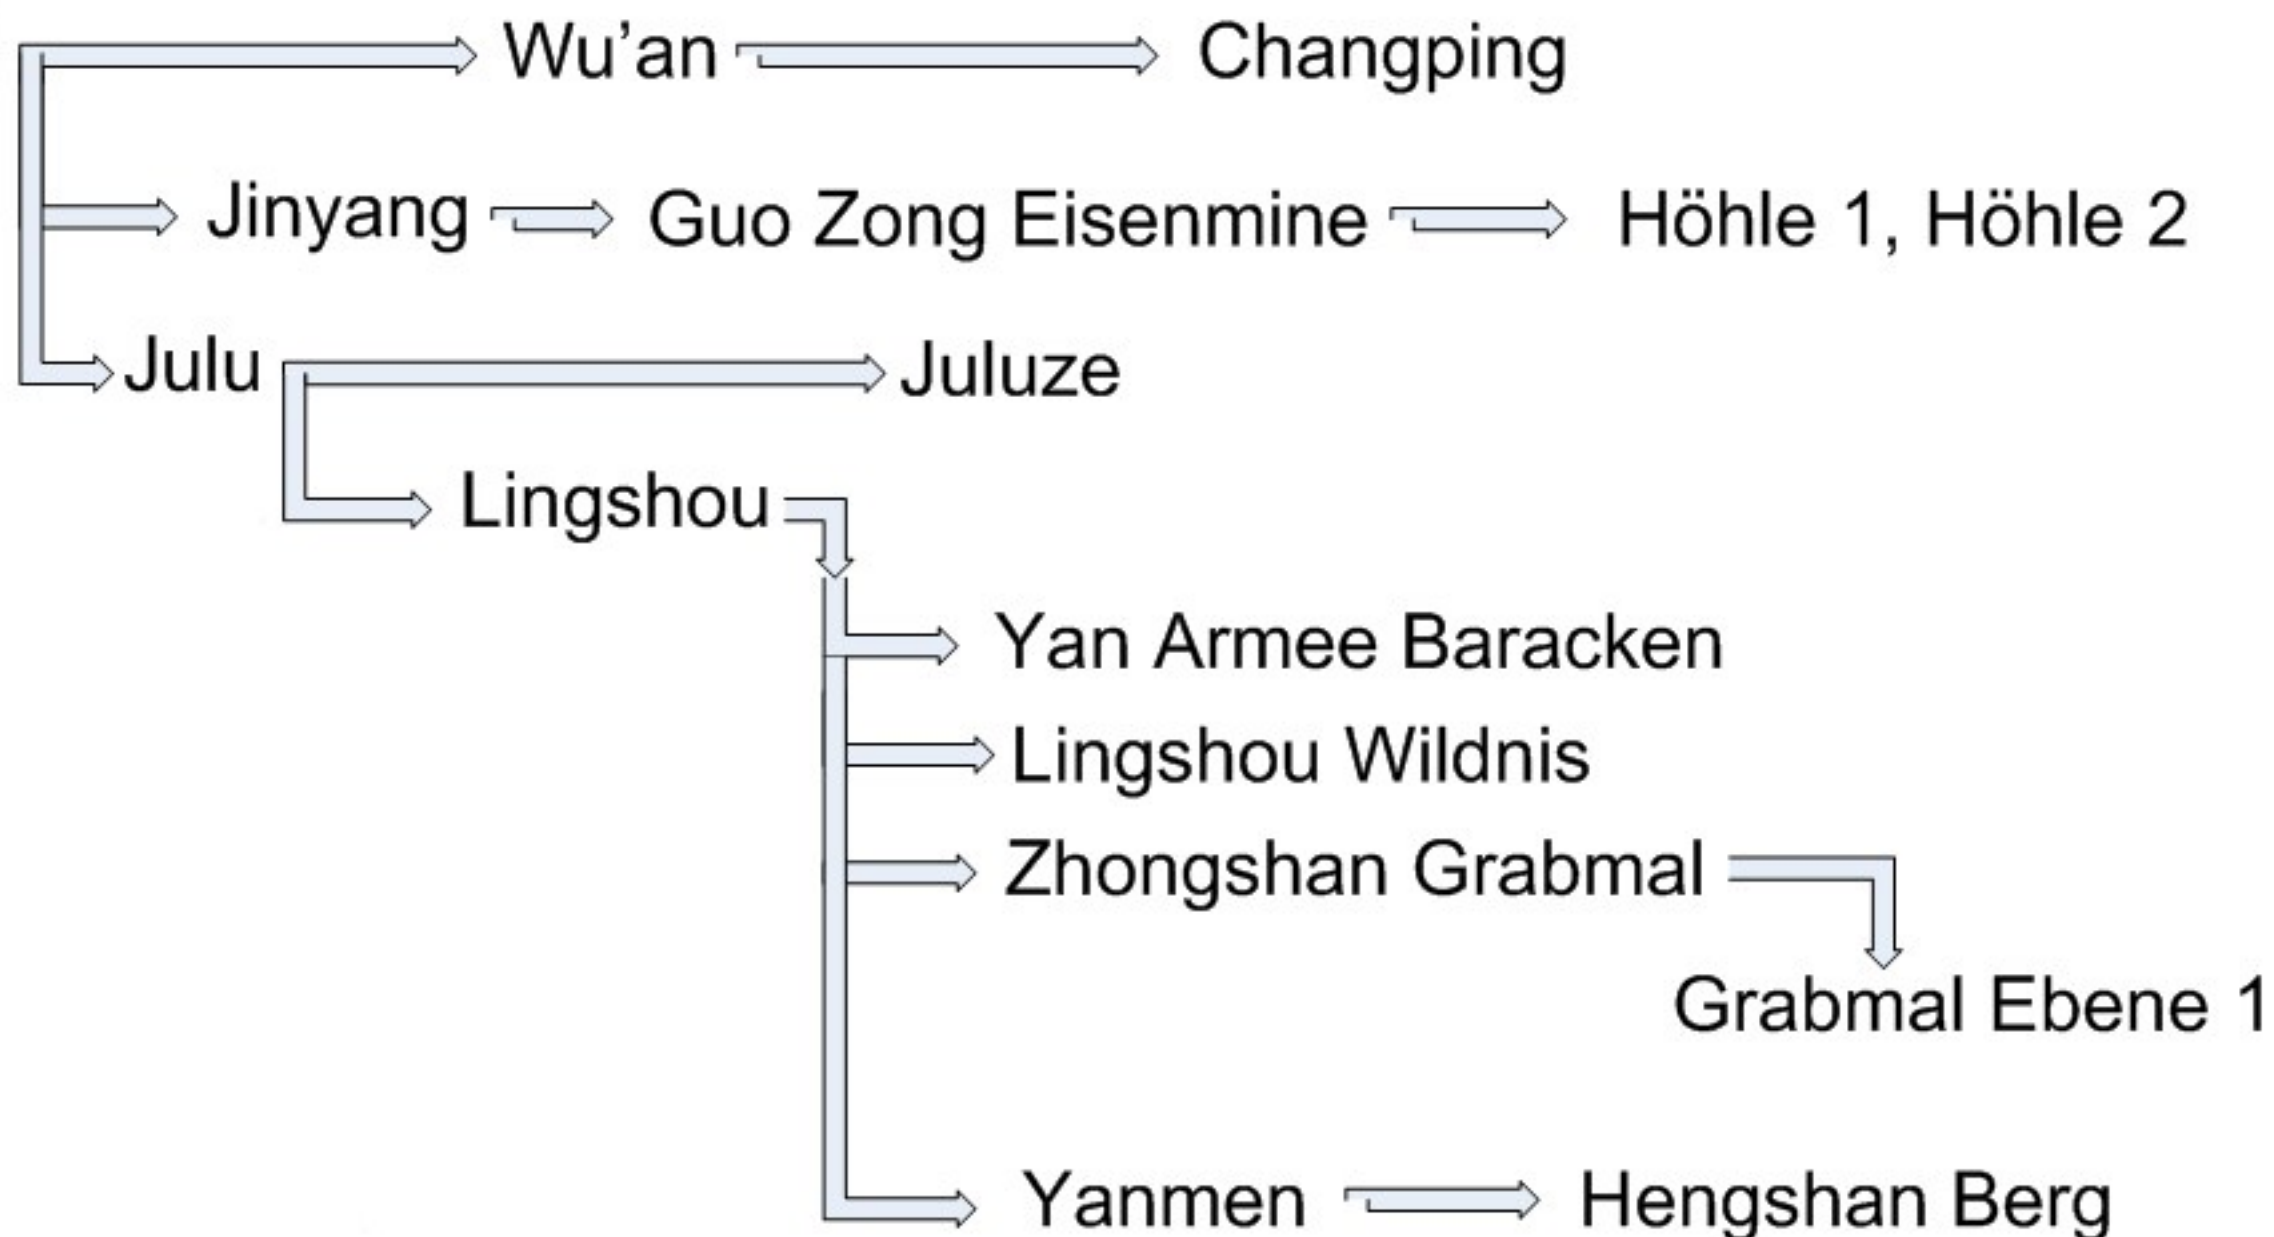 Wu’an Changping
Jinyang Guo Zong Eisenmine Höhle 1, Höhle 2
Julu Juluze
Lingshou
Yan Armee Baracken
Lingshou Wildnis
Zhongshan Grabmal
Grabmal Ebene 1
Yanmen Hengshan Berg